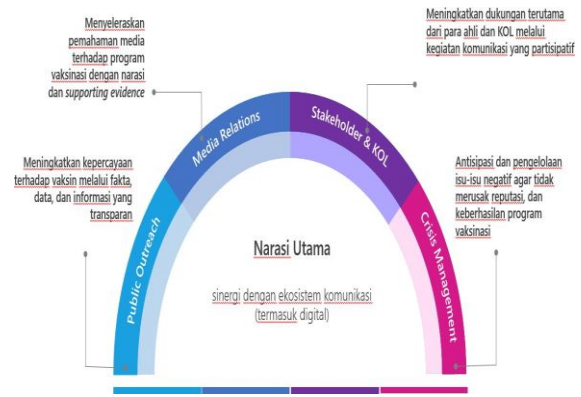 Menyelaraskan
pemahaman media
terhadap program
vaksinasi dengan narasi
dan supporting evidence
Meningkatkan dukungan terutama
dari para ahli dan KOL melalui
kegiatan komunikasi yang partisipatif
Media Relations
Stakeholder & KOL
Meningkatkan kepercayaan
terhadap vaksin melalui fakta,
data, dan informasi yang
transparan
Antisipasi dan pengelolaan
isu-isu negatif agar tidak
merusak reputasi, dan
keberhasilan program
vaksinasi
Public Outreach
Crisis Management
Narasi Utama
sinergi dengan ekosistem komunikasi
(termasuk digital)